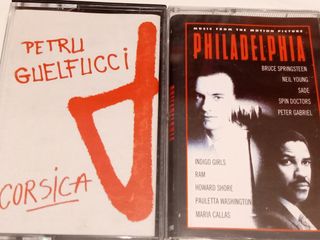 PETRU
GUELFUCCI
CORSICA
MUSIC FROM THE MOTION PICTURE
PHILADELPHIA
BRUCE SPRINGSTEEN
NEIL YOUNG
SADE
SPIN DOCTORS
PETER GABRIEL
INDIGO GIRLS
RAM
HOWARD SHORE
PAULETTA WASHINGTON
MARIA CALLAS
PHILADELPHIA